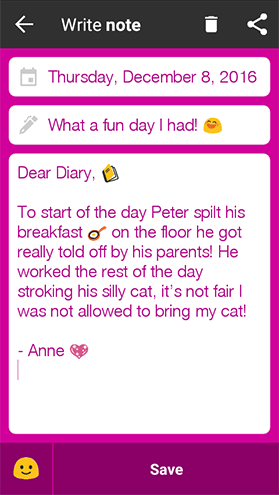 Write note
Thursday, December 8, 2016
What a fun day I had! 😄
Dear Diary, 📔
To start of the day Peter spilt his
breakfast 🍳 on the floor he got
really told off by his parents! He
worked the rest of the day
stroking his silly cat, it's not fair I
was not allowed to bring my cat!
- Anne 💖
Save